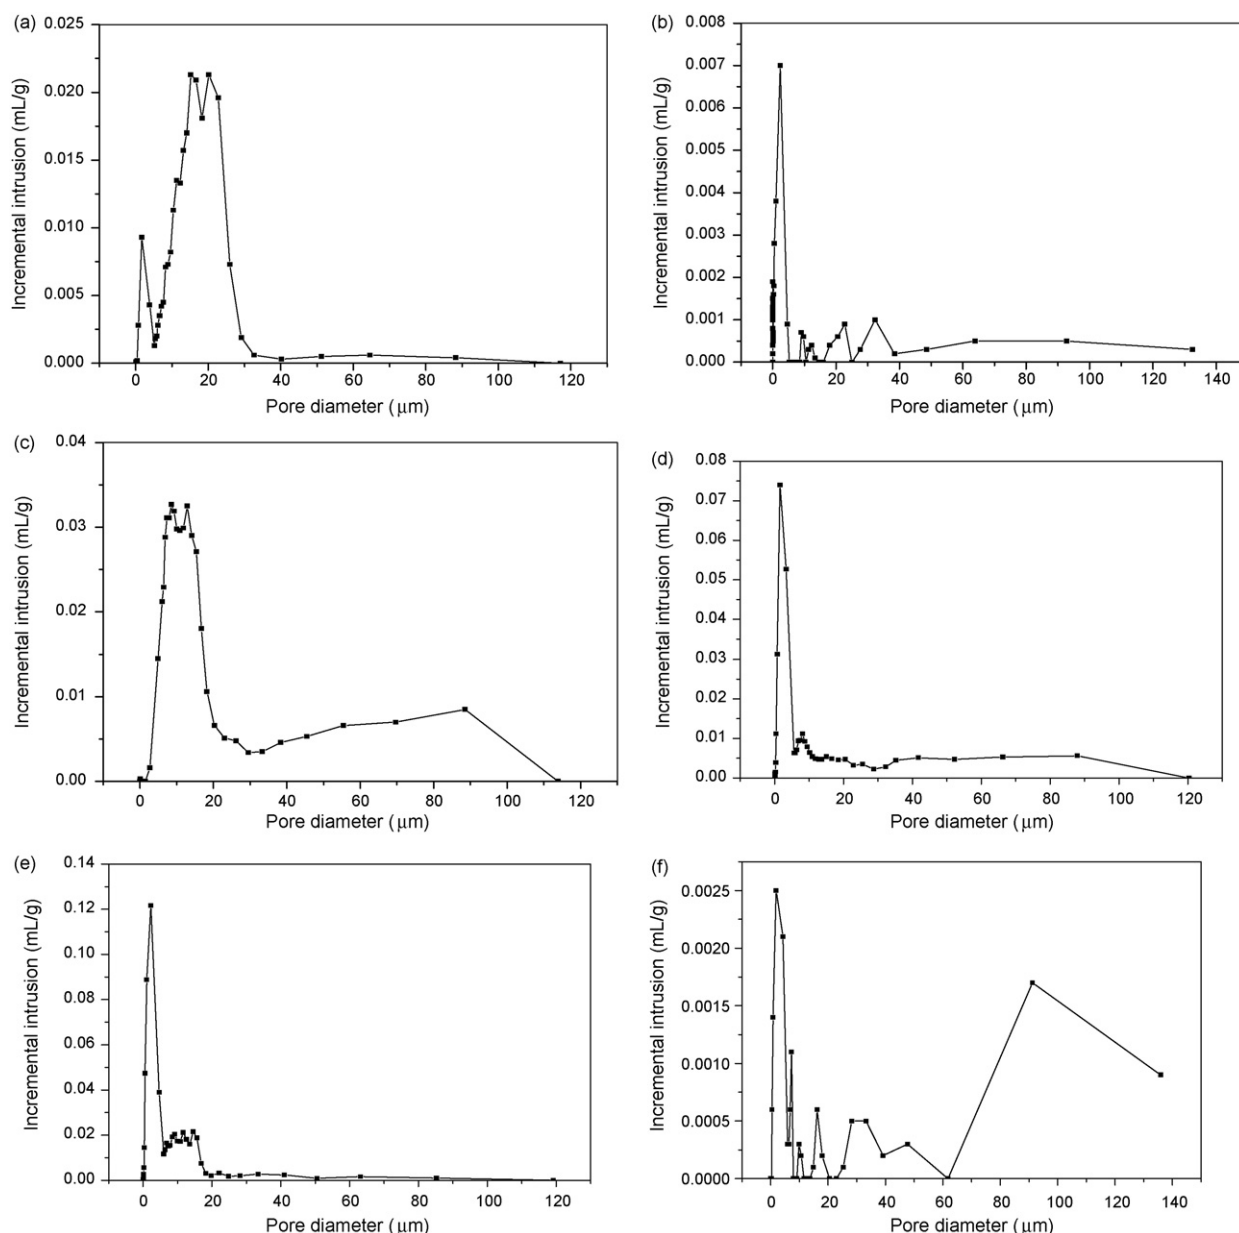 (a)
0.025
0.020
0.015
0.010
0.005
0.000
Incremental intrusion (mL/g)
0 20 40 60 80 100 120
Pore diameter (μm)
(b)
0.008
0.007
0.006
0.005
0.004
0.003
0.002
0.001
0.000
Incremental intrusion (mL/g)
0 20 40 60 80 100 120 140
Pore diameter (μm)
(c)
0.04
0.03
0.02
0.01
0.00
Incremental intrusion (mL/g)
0 20 40 60 80 100 120
Pore diameter (μm)
(d)
0.08
0.07
0.06
0.05
0.04
0.03
0.02
0.01
0.00
Incremental intrusion (mL/g)
0 20 40 60 80 100 120
Pore diameter (μm)
(e)
0.14
0.12
0.10
0.08
0.06
0.04
0.02
0.00
Incremental intrusion (mL/g)
0 20 40 60 80 100 120
Pore diameter (μm)
(f)
0.0025
0.0020
0.0015
0.0010
0.0005
0.0000
Incremental intrusion (mL/g)
0 20 40 60 80 100 120 140
Pore diameter (μm)